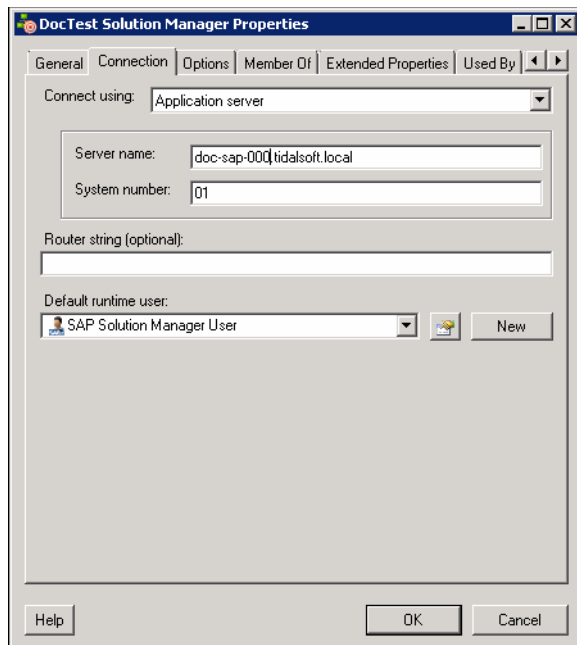 DocTest Solution Manager Properties
General Connection Options Member Of Extended Properties Used By
Connect using: Application server
Server name: doc-sap-000.tidalsoft.local
System number: 01
Router string (optional):
Default runtime user:
SAP Solution Manager User New
Help OK Cancel